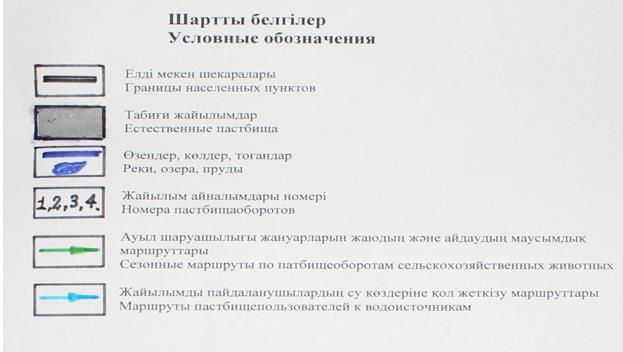 Шартты белгілер
Условные обозначения
Елді мекен шекаралары
Границы населенных пунктов
Табиғи жайылымдар
Естественные пастбища
Өзендер, көлдер, тоғандар
Реки, озера, пруды
1,2,3,4.
Жайылым айналымдары номері
Номера пастбищаоборотов
Ауыл шаруашылығы жануарларын жаюдың және айдаудың маусымдық
маршруттары
Сезонные маршруты по патбищеоборотам сельскохозяйственных животных
Жайылымды пайдаланушылардың су көздеріне қол жеткізу маршруттары
Маршруты пастбищепользователей к водоисточникам